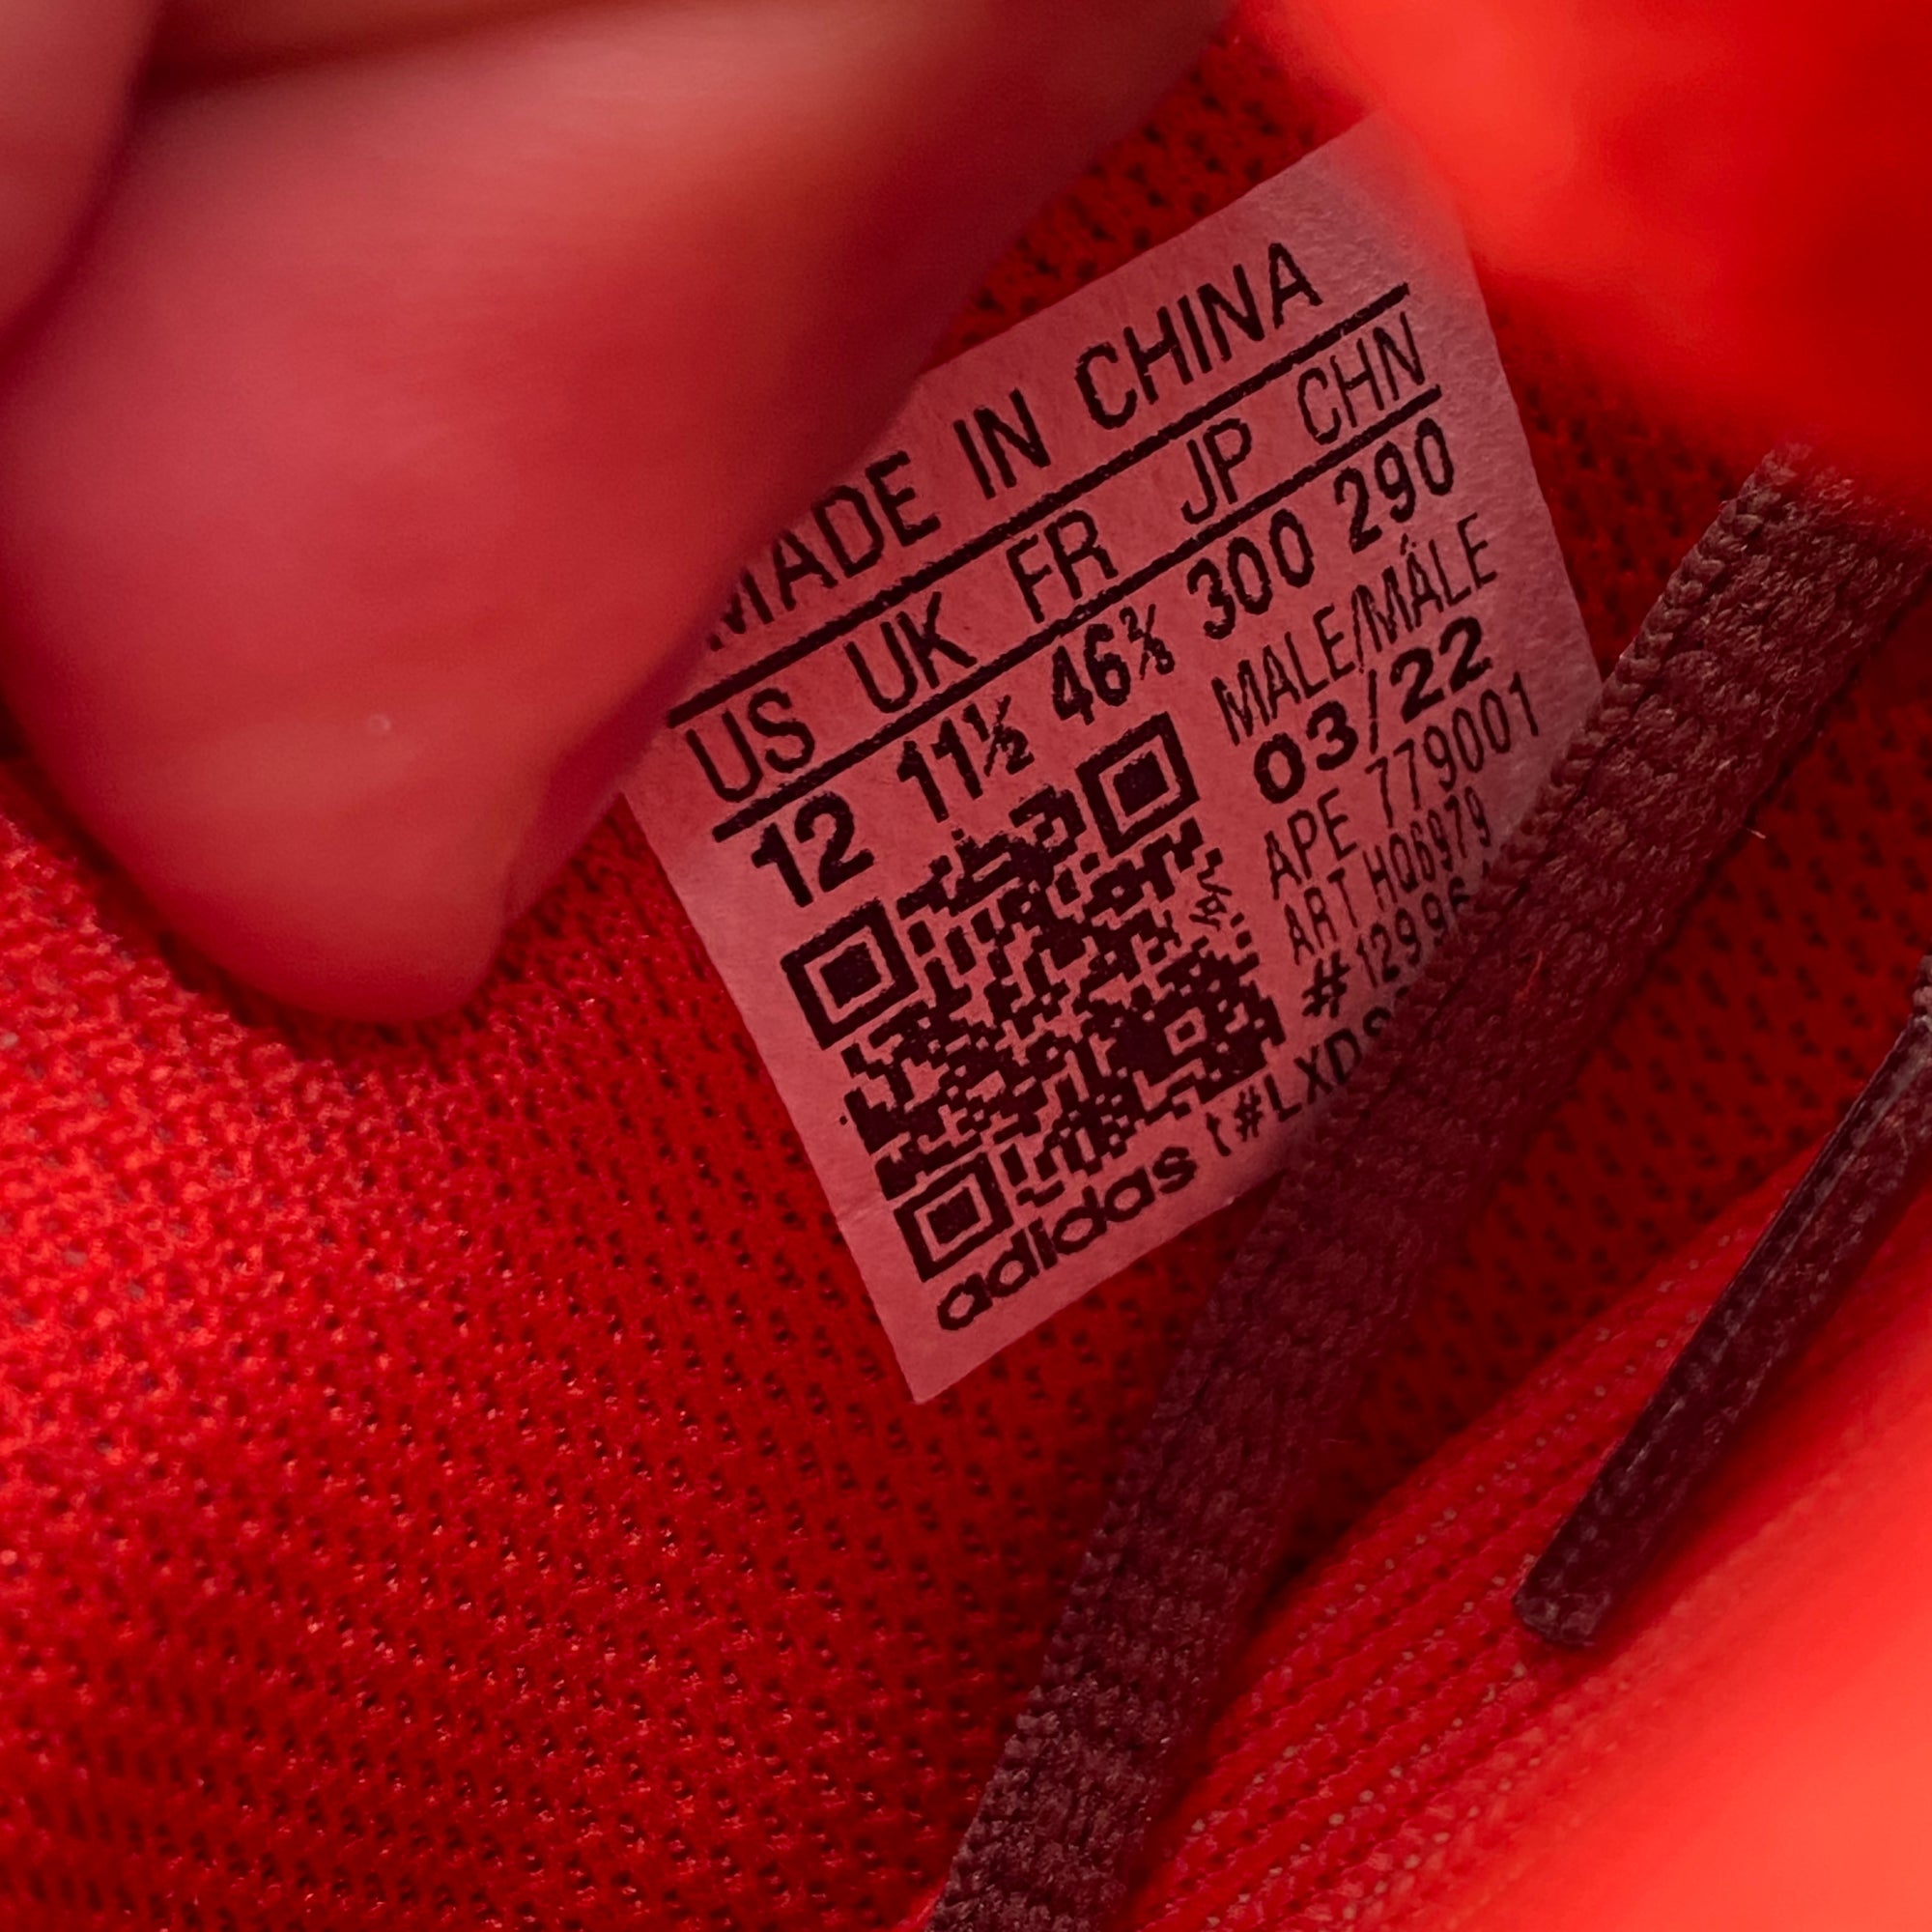 MADE IN CHINA
US UK FR JP CHN
12 11½ 46⅔ 300 290
MALE/MÂLE
03/22
APE 779001
ART HQ6979
#
adidas t#